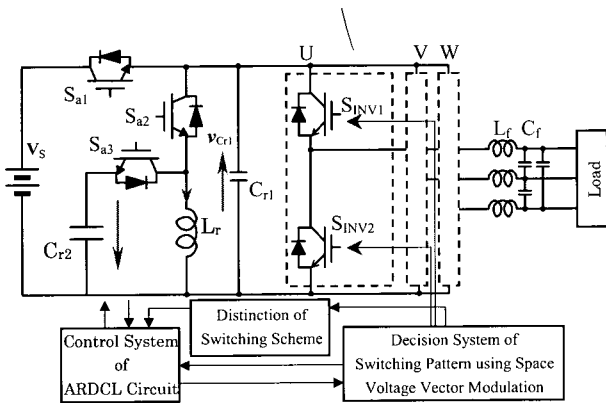 U
V
W
S_a1
S_a2
S_a3
v_Cr1
S_INV1
V_S
L_f
C_f
Load
C_r1
L_r
C_r2
S_INV2
Distinction of
Switching Scheme
Control System
of
ARDCL Circuit
Decision System of
Switching Pattern using Space
Voltage Vector Modulation